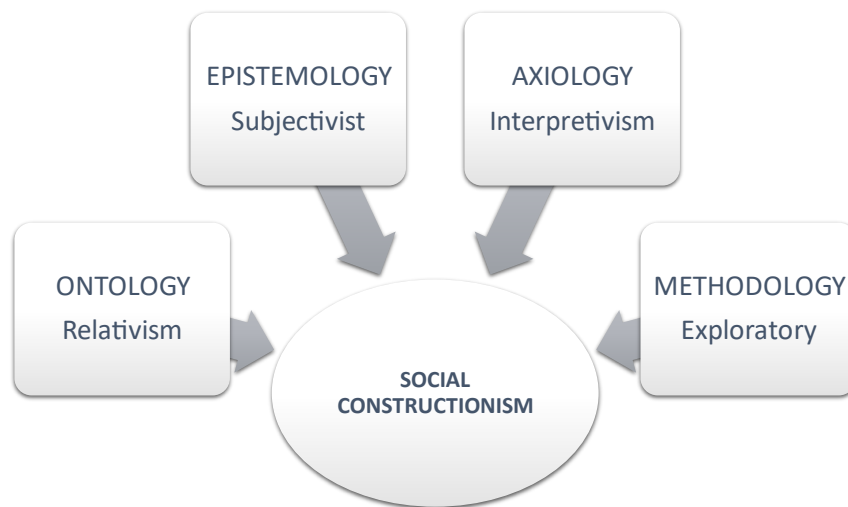 EPISTEMOLOGY
Subjectivist
AXIOLOGY
Interpretivism
ONTOLOGY
Relativism
METHODOLOGY
Exploratory
SOCIAL
CONSTRUCTIONISM